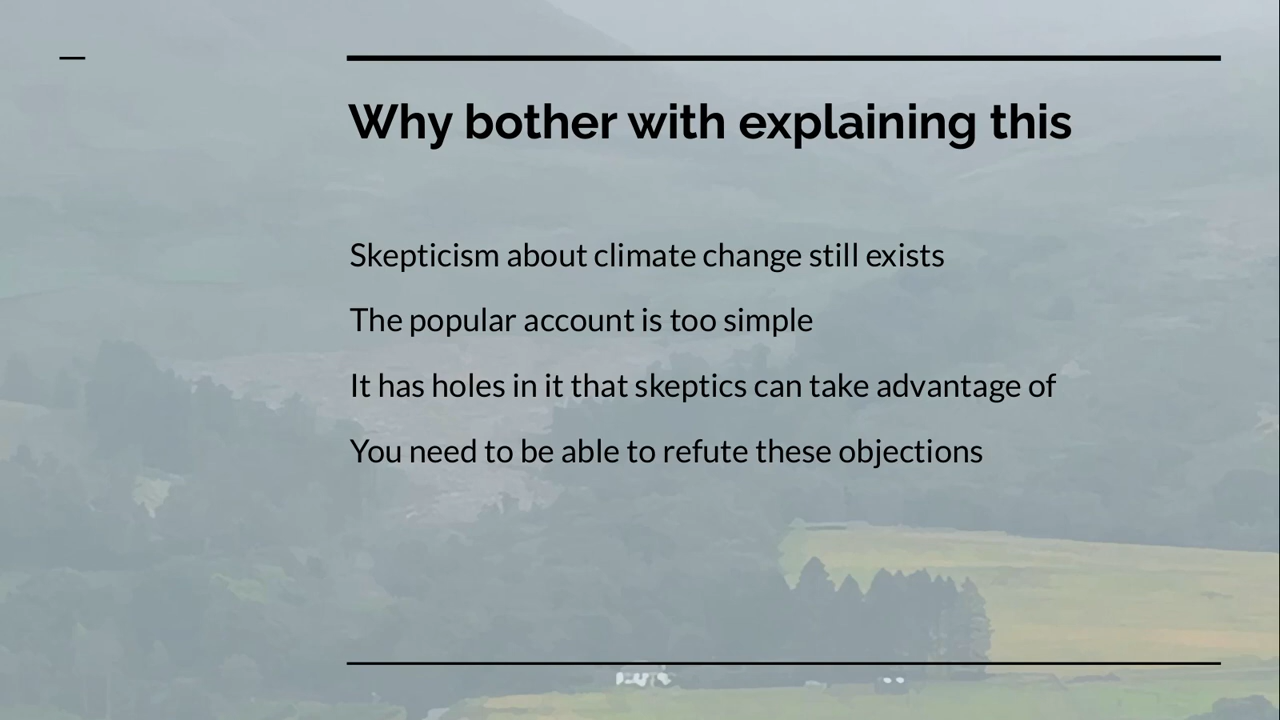 Why bother with explaining this
Skepticism about climate change still exists
The popular account is too simple
It has holes in it that skeptics can take advantage of
You need to be able to refute these objections